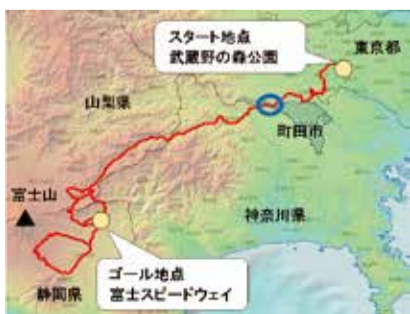 スタート地点
武蔵野の森公園
東京都
山梨県
町田市
富士山
神奈川県
ゴール地点
富士スピードウェイ
静岡県